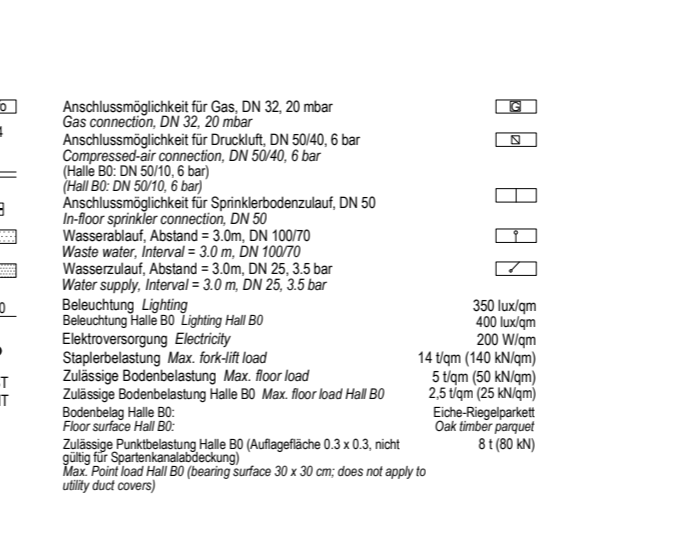 Anschlussmöglichkeit für Gas, DN 32, 20 mbar G
Gas connection, DN 32, 20 mbar
Anschlussmöglichkeit für Druckluft, DN 50/40, 6 bar
Compressed-air connection, DN 50/40, 6 bar
(Halle B0: DN 50/10, 6 bar)
(Hall B0: DN 50/10, 6 bar)
Anschlussmöglichkeit für Sprinklerbodenzulauf, DN 50
In-floor sprinkler connection, DN 50
Wasserablauf, Abstand = 3.0m, DN 100/70
Waste water, Interval = 3.0 m, DN 100/70
Wasserzulauf, Abstand = 3.0m, DN 25, 3.5 bar
Water supply, Interval = 3.0 m, DN 25, 3.5 bar
Beleuchtung Lighting 350 lux/qm
Beleuchtung Halle B0 Lighting Hall B0 400 lux/qm
Elektroversorgung Electricity 200 W/qm
Staplerbelastung Max. fork-lift load 14 t/qm (140 kN/qm)
Zulässige Bodenbelastung Max. floor load 5 t/qm (50 kN/qm)
Zulässige Bodenbelastung Halle B0 Max. floor load Hall B0 2,5 t/qm (25 kN/qm)
Bodenbelag Halle B0: Eiche-Riegelparkett
Floor surface Hall B0: Oak timber parquet
Zulässige Punktbelastung Halle B0 (Auflagefläche 0.3 x 0.3, nicht 8 t (80 kN)
gültig für Spartenkanalabdeckung)
Max. Point load Hall B0 (bearing surface 30 x 30 cm; does not apply to
utility duct covers)